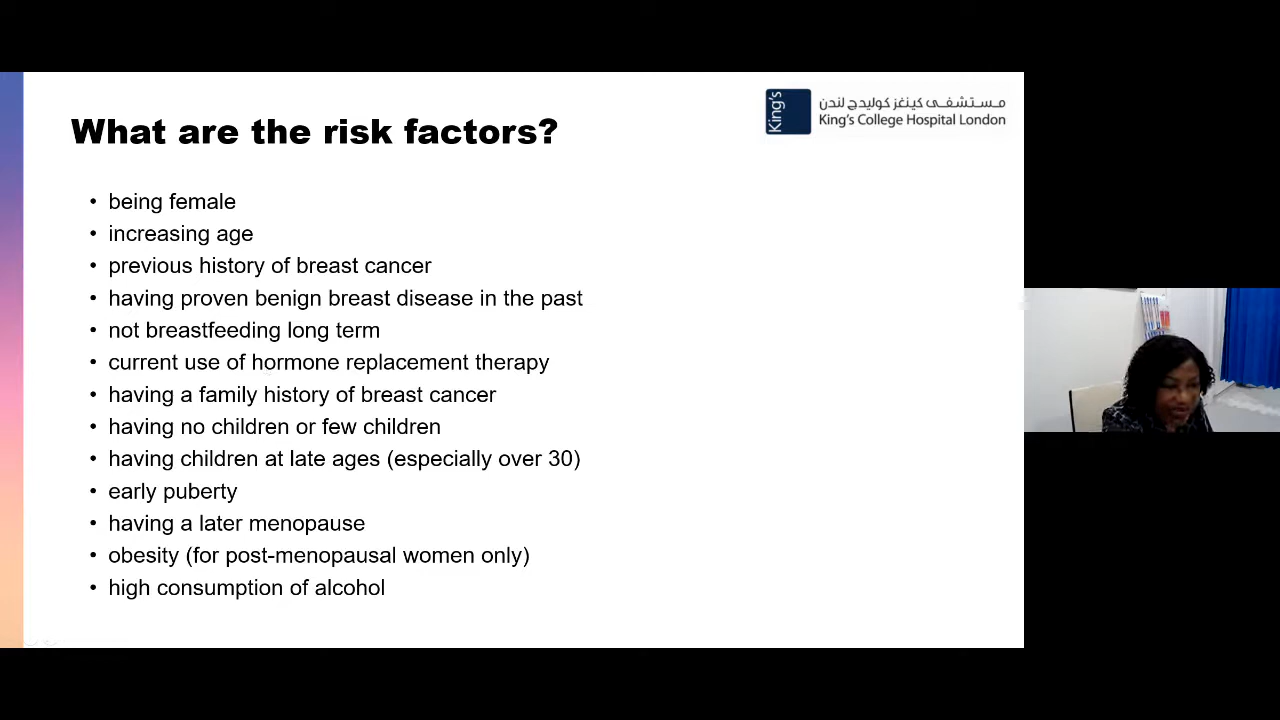 What are the risk factors?
King's
مستشفى كينغز كوليدج لندن
King's College Hospital London
• being female
• increasing age
• previous history of breast cancer
• having proven benign breast disease in the past
• not breastfeeding long term
• current use of hormone replacement therapy
• having a family history of breast cancer
• having no children or few children
• having children at late ages (especially over 30)
• early puberty
• having a later menopause
• obesity (for post-menopausal women only)
• high consumption of alcohol